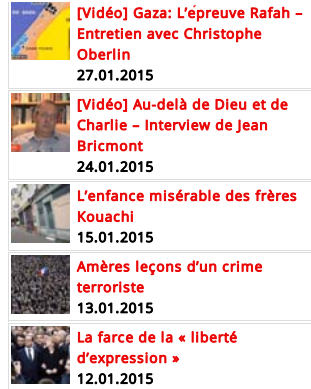 [Vidéo] Gaza: L’épreuve Rafah –
Entretien avec Christophe
Oberlin
27.01.2015
[Vidéo] Au-delà de Dieu et de
Charlie – Interview de Jean
Bricmont
24.01.2015
L’enfance misérable des frères
Kouachi
15.01.2015
Amères leçons d’un crime
terroriste
13.01.2015
La farce de la « liberté
d’expression »
12.01.2015